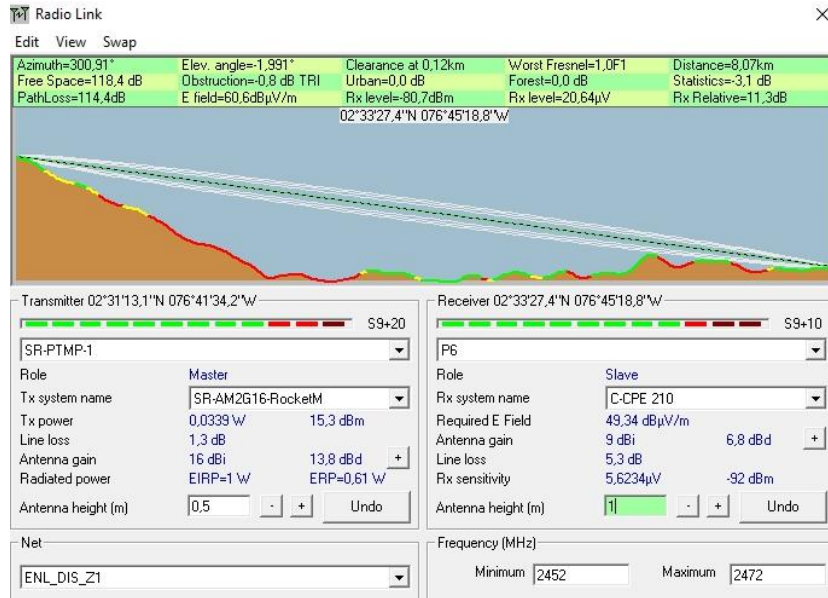 Radio Link
Edit View Swap
Azimuth=300,91° Elev. angle=-1,991° Clearance at 0,12km Worst Fresnel=1,0F1 Distance=8,07km
Free Space=118,4 dB Obstruction=-0,8 dB TRI Urban=0,0 dB Forest=0,0 dB Statistics=-3,1 dB
PathLoss=114,4dB E field=60,6dBµV/m Rx level=-80,7dBm Rx level=20,64µV Rx Relative=11,3dB
02°33'27,4"N 076°45'18,8"W
Transmitter 02°31'13,1"N 076°41'34,2"W
S9+20
SR-PTMP-1
Role Master
Tx system name SR-AM2G16-RocketM
Tx power 0,0339 W 15,3 dBm
Line loss 1,3 dB
Antenna gain 16 dBi 13,8 dBd +
Radiated power EIRP=1 W ERP=0,61 W
Antenna height (m) 0,5 - + Undo
Net
ENL_DIS_Z1
Receiver 02°33'27,4"N 076°45'18,8"W
S9+10
P6
Role Slave
Rx system name C-CPE 210
Required E Field 49,34 dBµV/m
Antenna gain 9 dBi 6,8 dBd +
Line loss 5,3 dB
Rx sensitivity 5,6234µV -92 dBm
Antenna height (m) 1 - + Undo
Frequency (MHz)
Minimum 2452 Maximum 2472